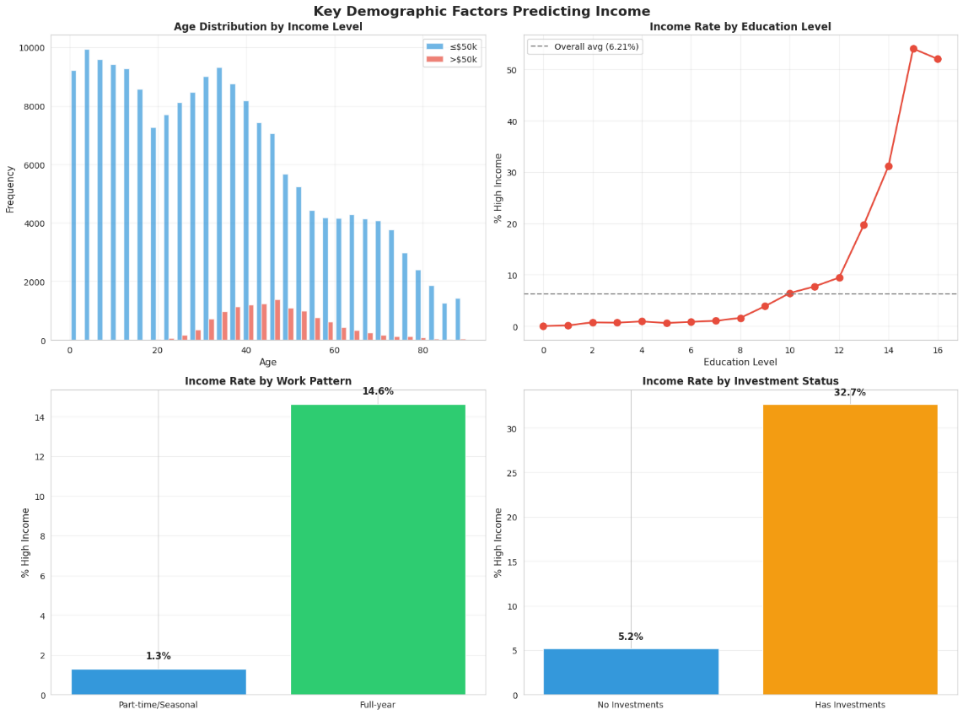 Key Demographic Factors Predicting Income
Age Distribution by Income Level
≤$50k
>$50k
10000
8000
6000
4000
2000
0
Frequency
0 20 40 60 80
Age
Income Rate by Education Level
Overall avg (6.21%)
50
40
30
20
10
0
% High Income
0 2 4 6 8 10 12 14 16
Education Level
Income Rate by Work Pattern
14.6%
1.3%
14
12
10
8
6
4
2
0
% High Income
Part-time/Seasonal Full-year
Income Rate by Investment Status
32.7%
5.2%
30
25
20
15
10
5
0
% High Income
No Investments Has Investments